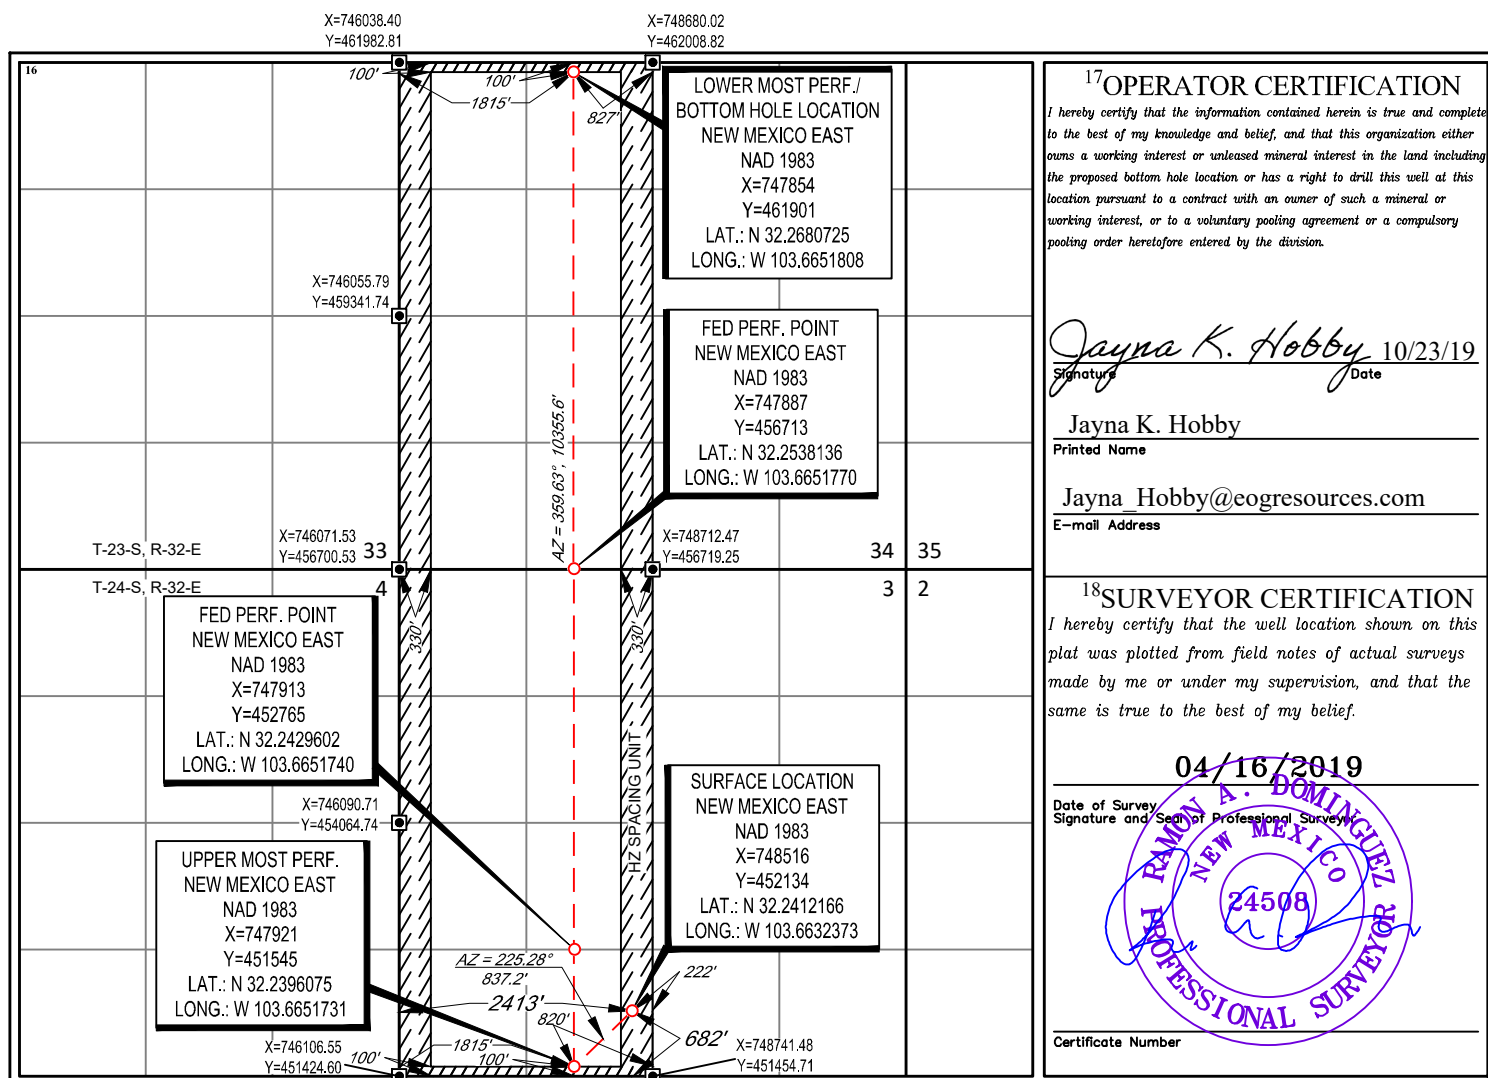 X=746038.40
Y=461982.81
X=748680.02
Y=462008.82
16
100'
100'
1815'
827'
LOWER MOST PERF./
BOTTOM HOLE LOCATION
NEW MEXICO EAST
NAD 1983
X=747854
Y=461901
LAT.: N 32.2680725
LONG.: W 103.6651808
X=746055.79
Y=459341.74
FED PERF. POINT
NEW MEXICO EAST
NAD 1983
X=747887
Y=456713
LAT.: N 32.2538136
LONG.: W 103.6651770
AZ = 359.63°, 10355.6'
T-23-S, R-32-E
X=746071.53
Y=456700.53
33
X=748712.47
Y=456719.25
34
35
T-24-S, R-32-E
4
3
2
330'
330'
FED PERF. POINT
NEW MEXICO EAST
NAD 1983
X=747913
Y=452765
LAT.: N 32.2429602
LONG.: W 103.6651740
HZ SPACING UNIT
X=746090.71
Y=454064.74
SURFACE LOCATION
NEW MEXICO EAST
NAD 1983
X=748516
Y=452134
LAT.: N 32.2412166
LONG.: W 103.6632373
UPPER MOST PERF.
NEW MEXICO EAST
NAD 1983
X=747921
Y=451545
LAT.: N 32.2396075
LONG.: W 103.6651731
AZ = 225.28°
837.2'
222'
2413'
820'
682'
X=746106.55
Y=451424.60
100'
1815'
100'
X=748741.48
Y=451454.71
17OPERATOR CERTIFICATION
I hereby certify that the information contained herein is true and complete
to the best of my knowledge and belief, and that this organization either
owns a working interest or unleased mineral interest in the land including
the proposed bottom hole location or has a right to drill this well at this
location pursuant to a contract with an owner of such a mineral or
working interest, or to a voluntary pooling agreement or a compulsory
pooling order heretofore entered by the division.
Jayna K. Hobby 10/23/19
Signature Date
Jayna K. Hobby
Printed Name
Jayna_Hobby@eogresources.com
E-mail Address
18SURVEYOR CERTIFICATION
I hereby certify that the well location shown on this
plat was plotted from field notes of actual surveys
made by me or under my supervision, and that the
same is true to the best of my belief.
04/16/2019
Date of Survey
Signature and Seal of Professional Surveyor:
RAMON A. DOMINGUEZ
NEW MEXICO
24508
PROFESSIONAL SURVEYOR
Certificate Number